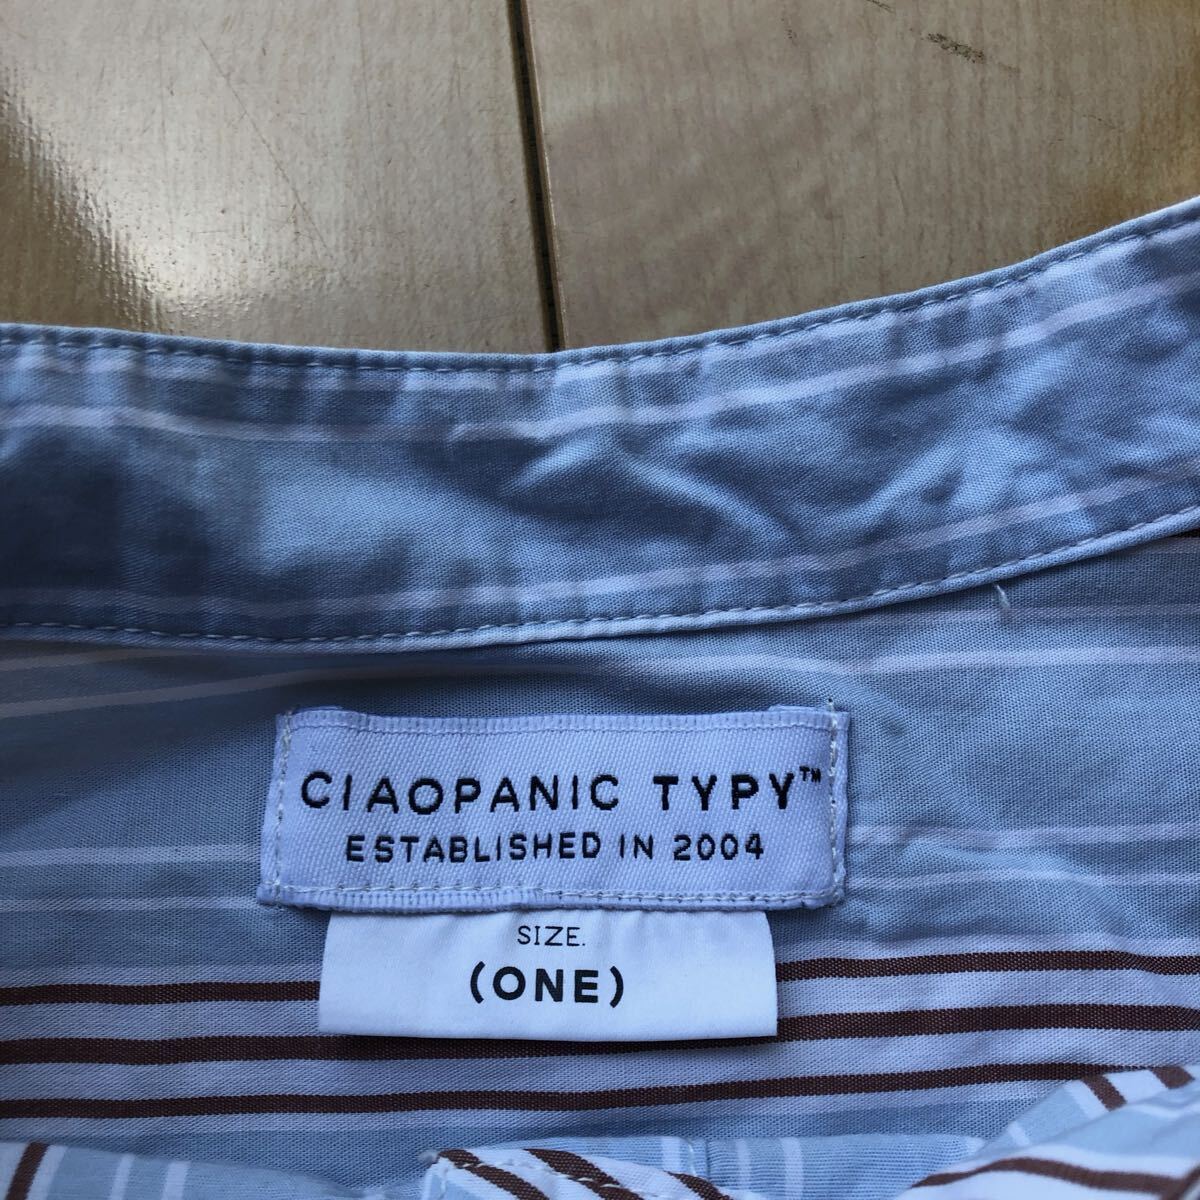 CIAOPANIC TYPY™
ESTABLISHED IN 2004
SIZE.
(ONE)